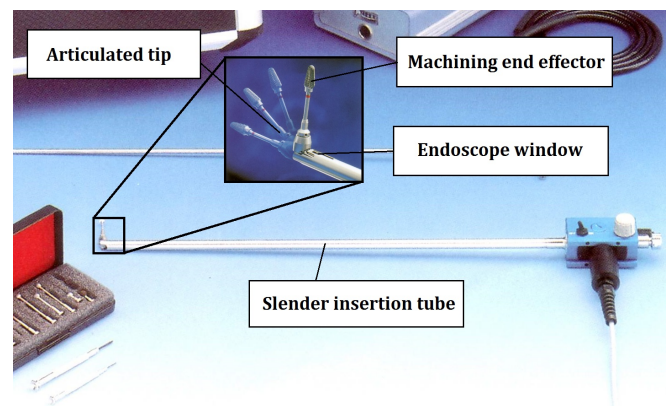 Articulated tip
Machining end effector
Endoscope window
Slender insertion tube